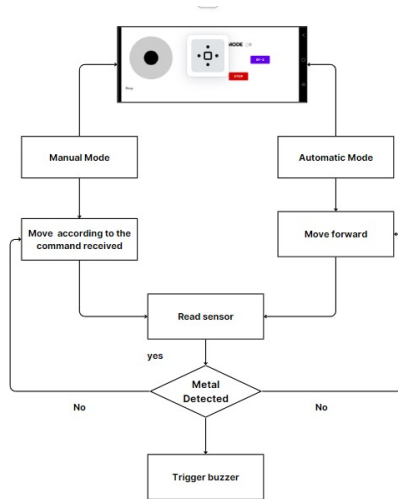 MODE
STOP
Manual Mode
Automatic Mode
Move according to the
command received
Move forward
Read sensor
yes
Metal
Detected
No
No
Trigger buzzer